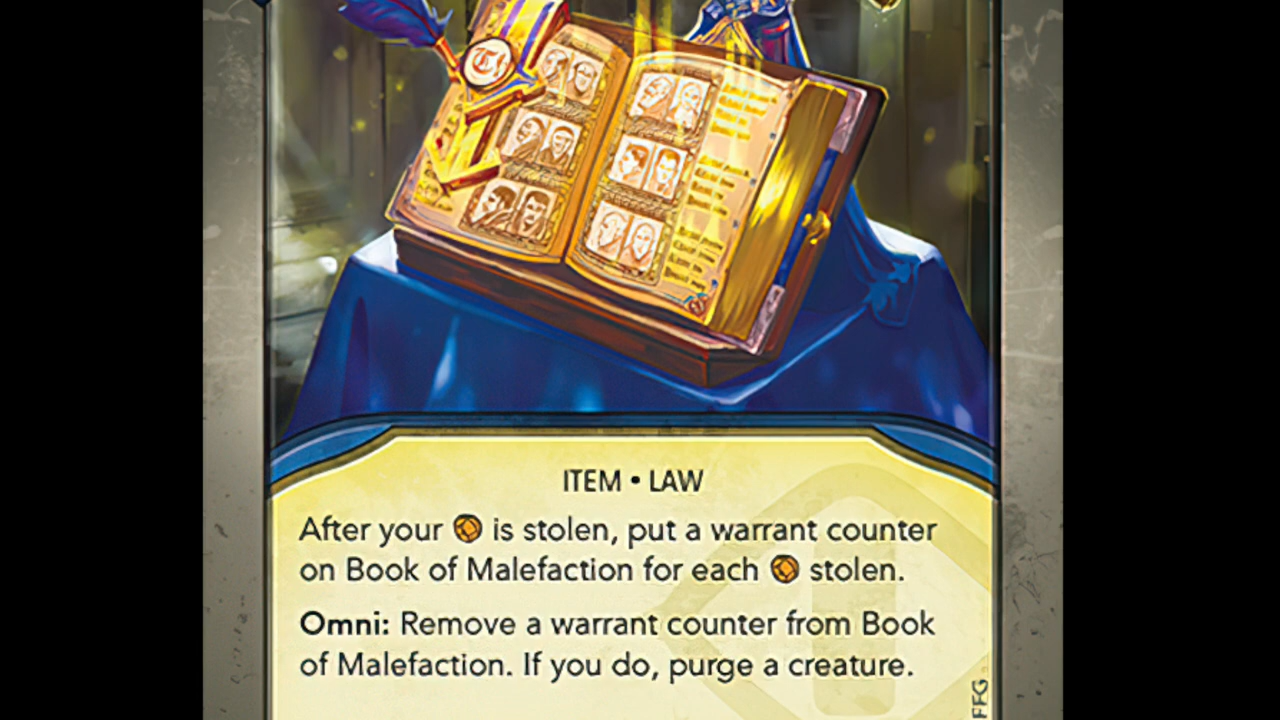 ITEM • LAW
After your is stolen, put a warrant counter
on Book of Malefaction for each stolen.
Omni: Remove a warrant counter from Book
of Malefaction. If you do, purge a creature.
FFG